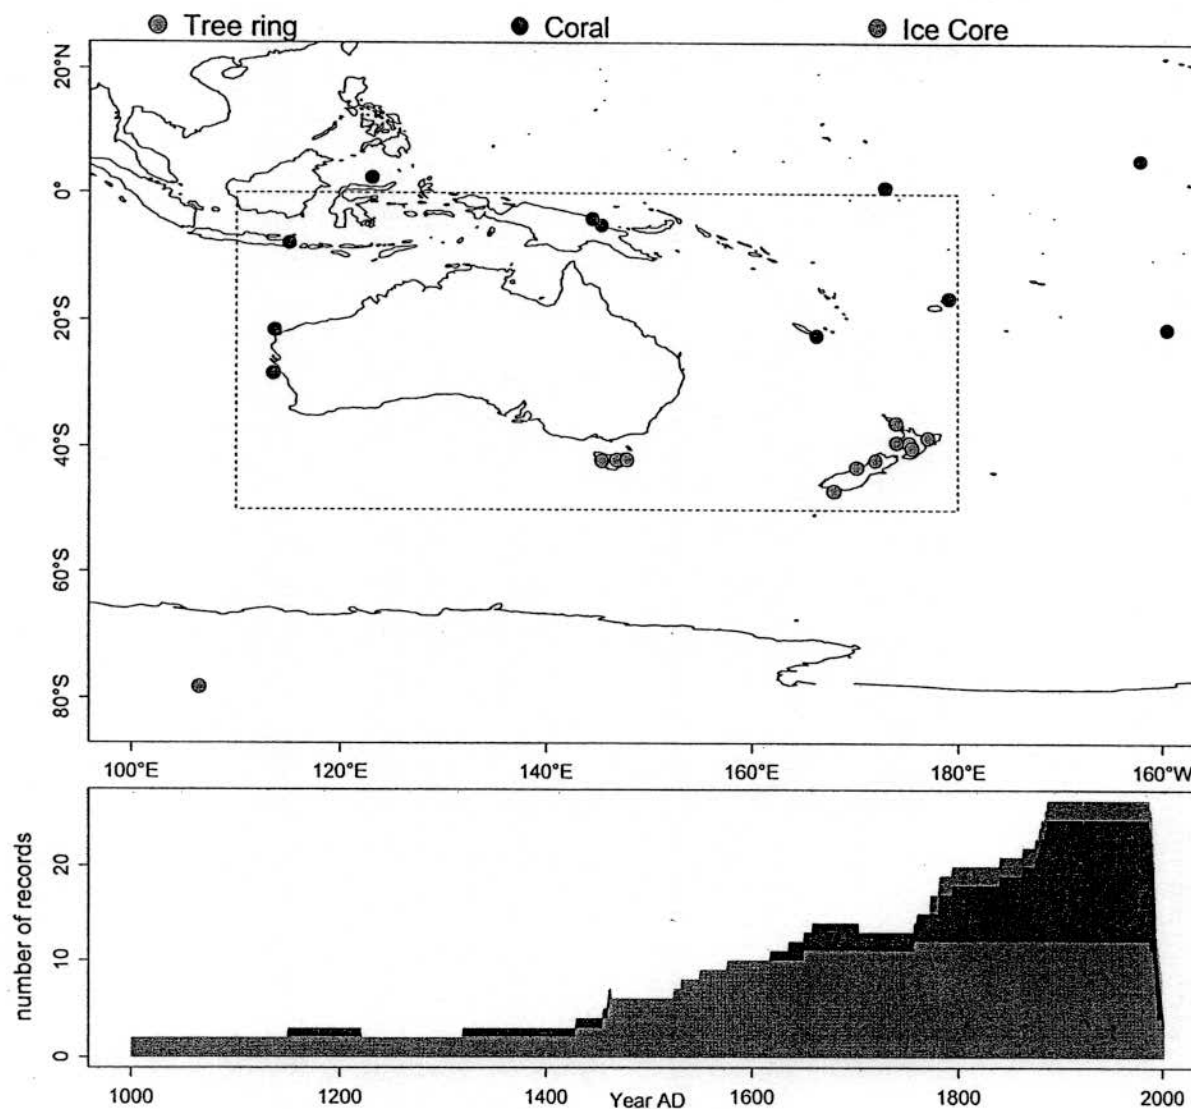 Tree ring Coral Ice Core
20°N
0°
20°S
40°S
60°S
80°S
100°E 120°E 140°E 160°E 180°E 160°W
number of records
20
10
0
1000 1200 1400 1600 Year AD 1800 2000